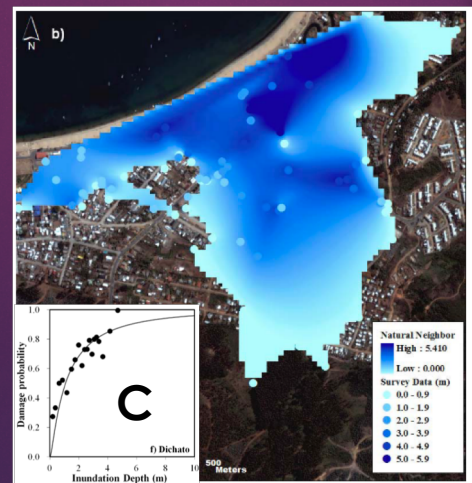 N
b)
Natural Neighbor
High : 5.410
Low : 0.000
Survey Data (m)
0.0 - 0.9
1.0 - 1.9
2.0 - 2.9
3.0 - 3.9
4.0 - 4.9
5.0 - 5.9
500
Meters
Damage probability
1.0
0.8
0.6
0.4
0.2
0.0
C
f) Dichato
0 2 4 6 8 10
Inundation Depth (m)